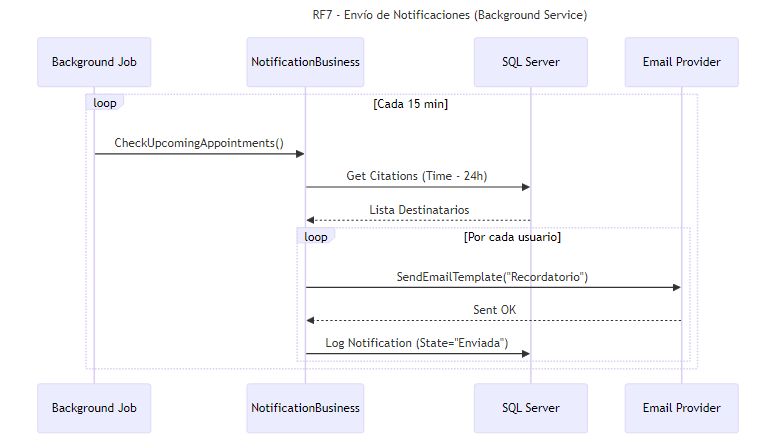 RF7 - Envío de Notificaciones (Background Service)
Background Job
NotificationBusiness
SQL Server
Email Provider
loop
[Cada 15 min]
CheckUpcomingAppointments()
Get Citations (Time - 24h)
Lista Destinatarios
loop
[Por cada usuario]
SendEmailTemplate("Recordatorio")
Sent OK
Log Notification (State="Enviada")
Background Job
NotificationBusiness
SQL Server
Email Provider